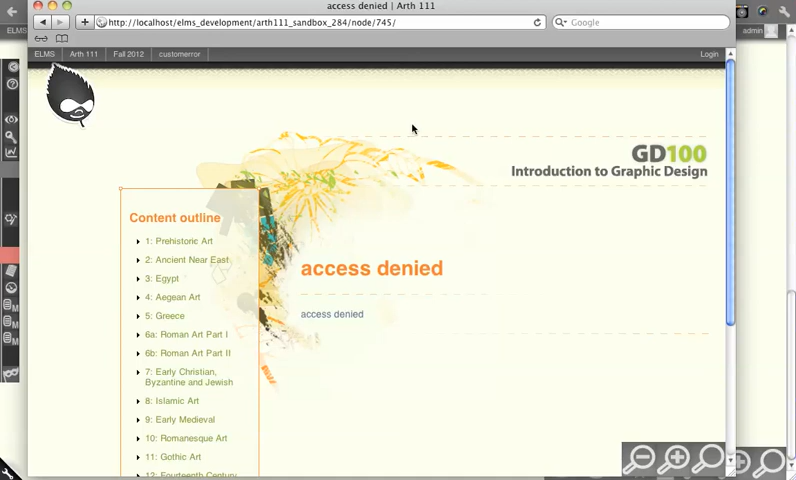 access denied | Arth 111
http://localhost/elms_development/arth111_sandbox_284/node/745/
Google
ELMS
Arth 111
Fall 2012
customerror
Login
admin
GD100
Introduction to Graphic Design
Content outline
1: Prehistoric Art
2: Ancient Near East
3: Egypt
4: Aegean Art
5: Greece
6a: Roman Art Part I
6b: Roman Art Part II
7: Early Christian,
Byzantine and Jewish
8: Islamic Art
9: Early Medieval
10: Romanesque Art
11: Gothic Art
12: Fourteenth Century
access denied
access denied